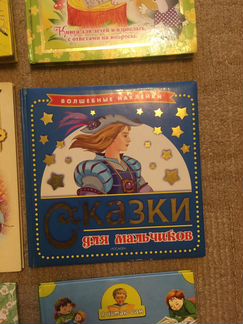 Книга для детей и взрослых,
с ответами на вопросы.
ВОЛШЕБНЫЕ НАКЛЕЙКИ
Сказки
для мальчиков